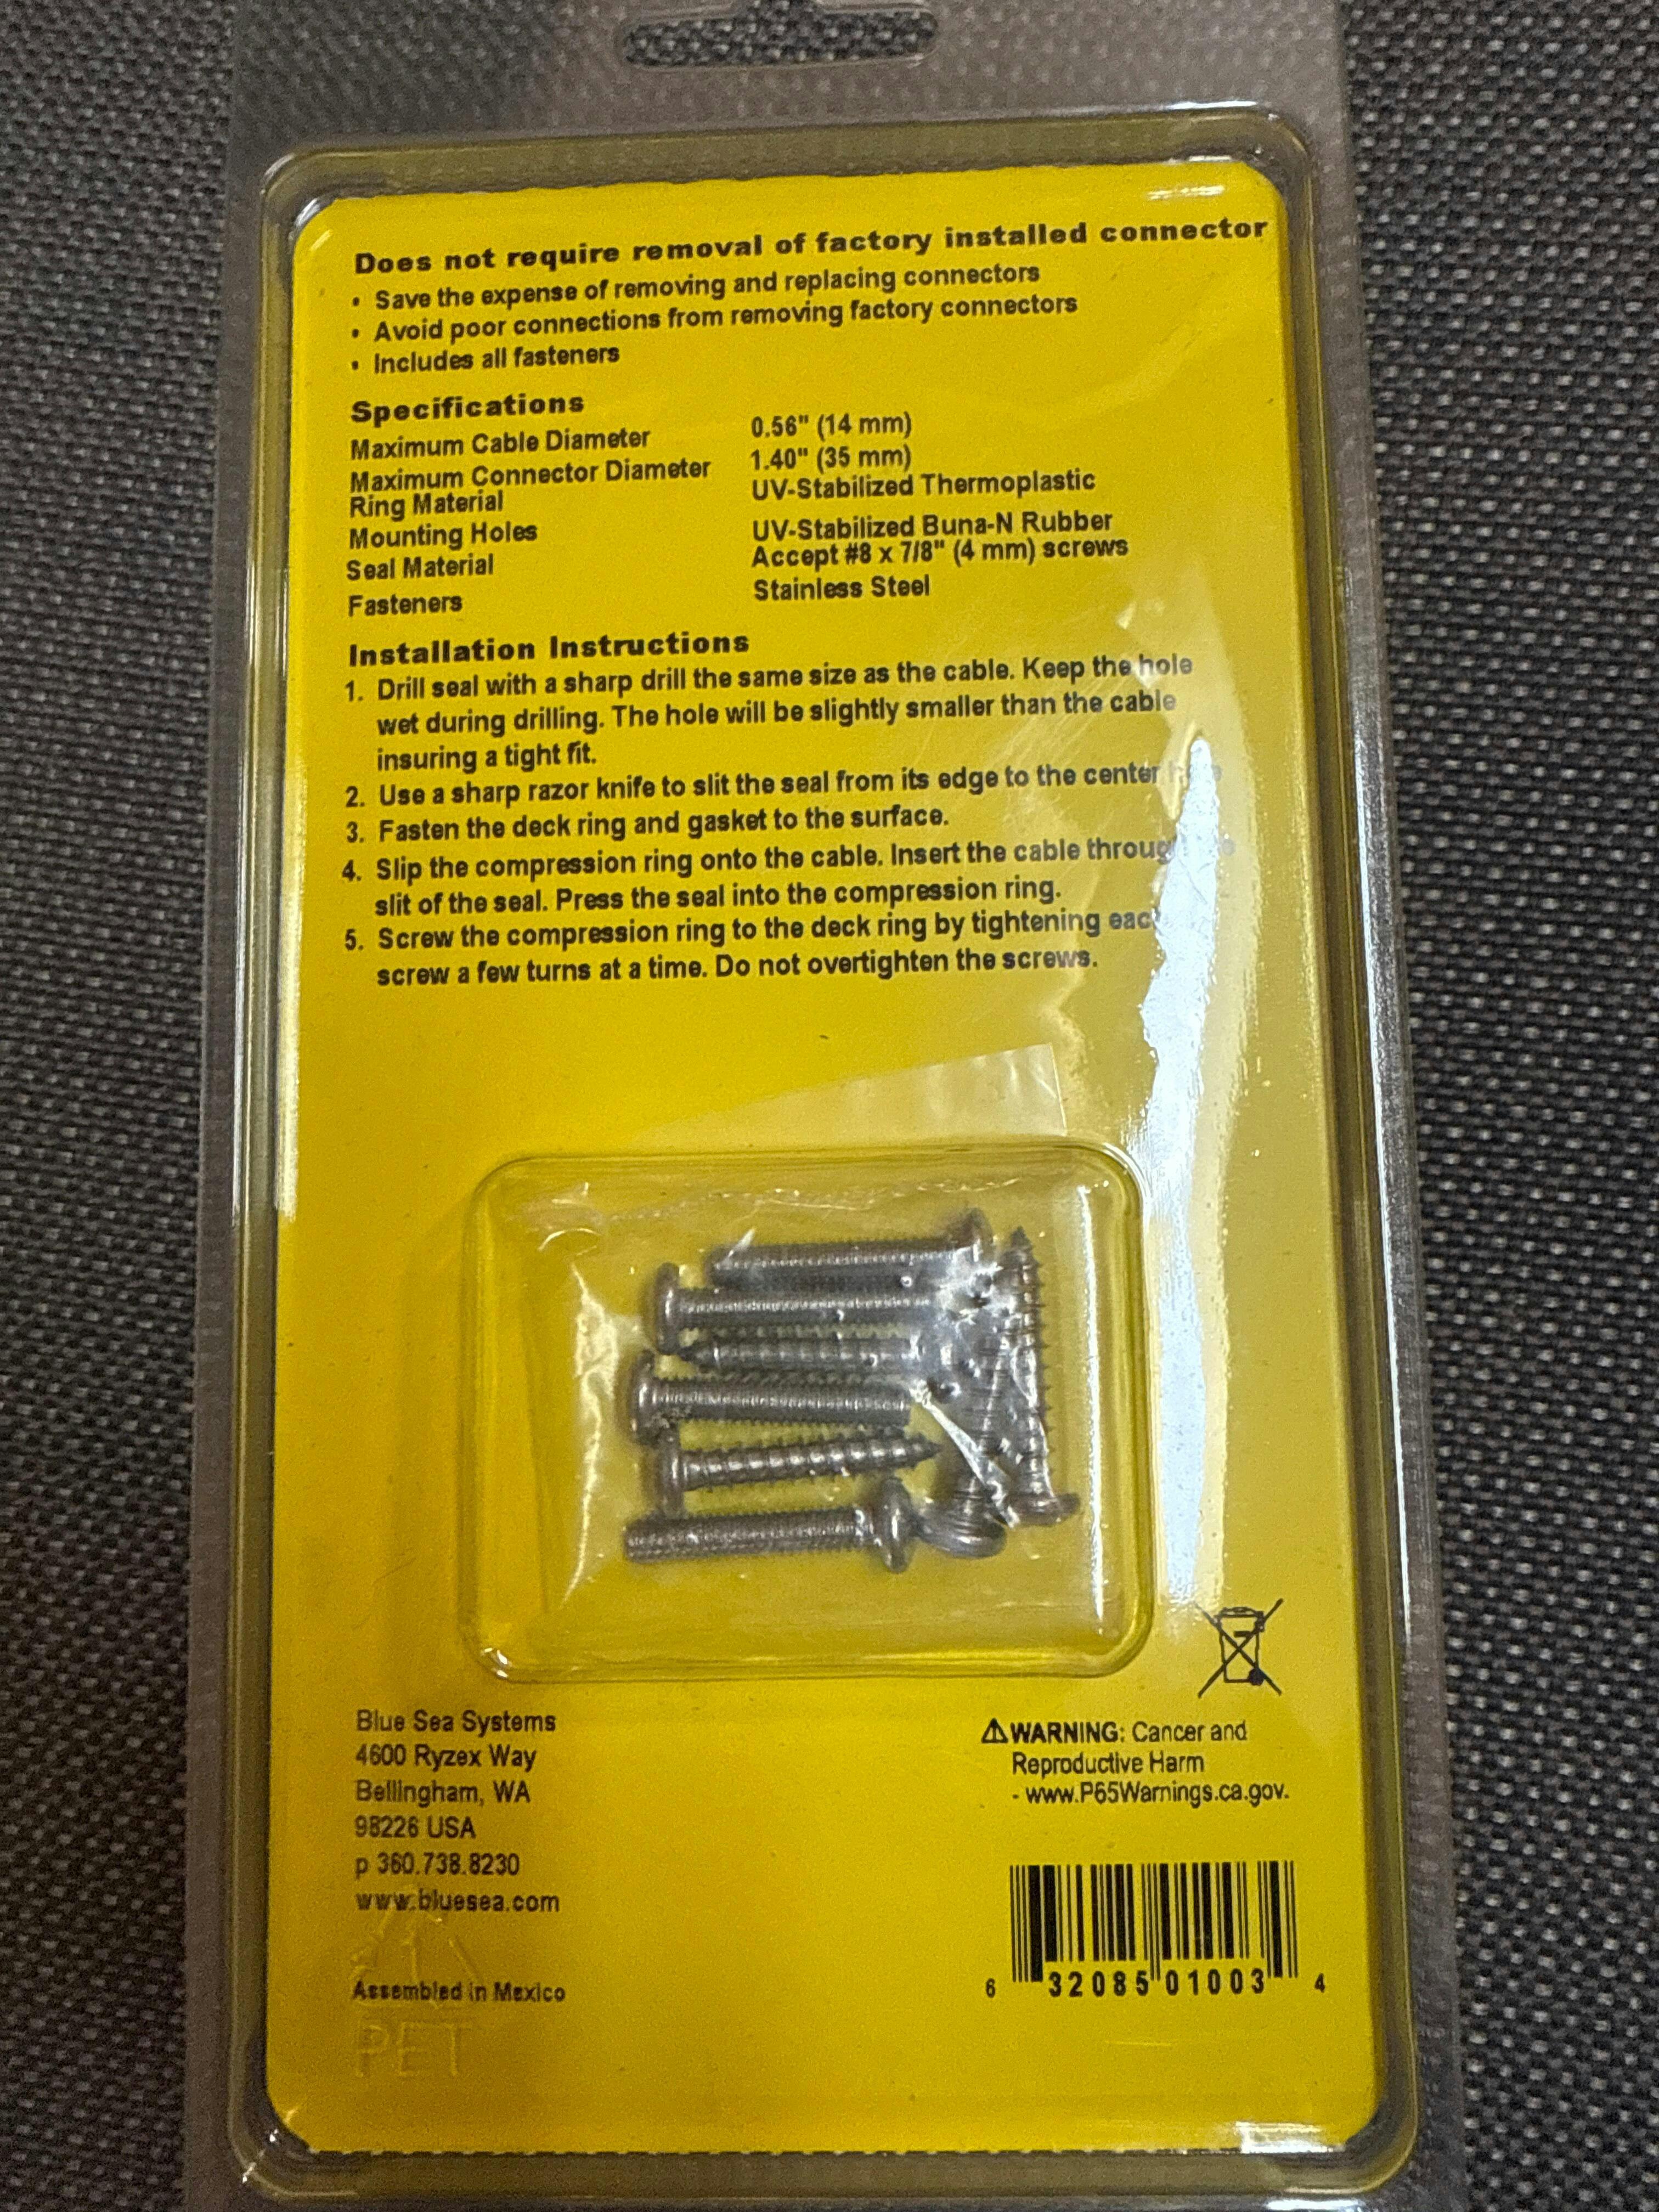 Does not require removal of factory installed connector
• Save the expense of removing and replacing connectors
• Avoid poor connections from removing factory connectors
• Includes all fasteners
Specifications
Maximum Cable Diameter 0.56" (14 mm)
Maximum Connector Diameter 1.40" (35 mm)
Ring Material UV-Stabilized Thermoplastic
Mounting Holes UV-Stabilized Buna-N Rubber
Seal Material Accept #8 x 7/8" (4 mm) screws
Fasteners Stainless Steel
Installation Instructions
1. Drill seal with a sharp drill the same size as the cable. Keep the hole
wet during drilling. The hole will be slightly smaller than the cable
insuring a tight fit.
2. Use a sharp razor knife to slit the seal from its edge to the center
3. Fasten the deck ring and gasket to the surface.
4. Slip the compression ring onto the cable. Insert the cable
slit of the seal. Press the seal into the compression ring.
5. Screw the compression ring to the deck ring by tightening
screw a few turns at a time. Do not overtighten the screws.
Blue Sea Systems
4600 Ryzex Way
Bellingham, WA
98226 USA
p 360.738.8230
www.bluesea.com
Assembled in Mexico
PET
⚠WARNING: Cancer and
Reproductive Harm
- www.P65Warnings.ca.gov.
6 32085 01003 4